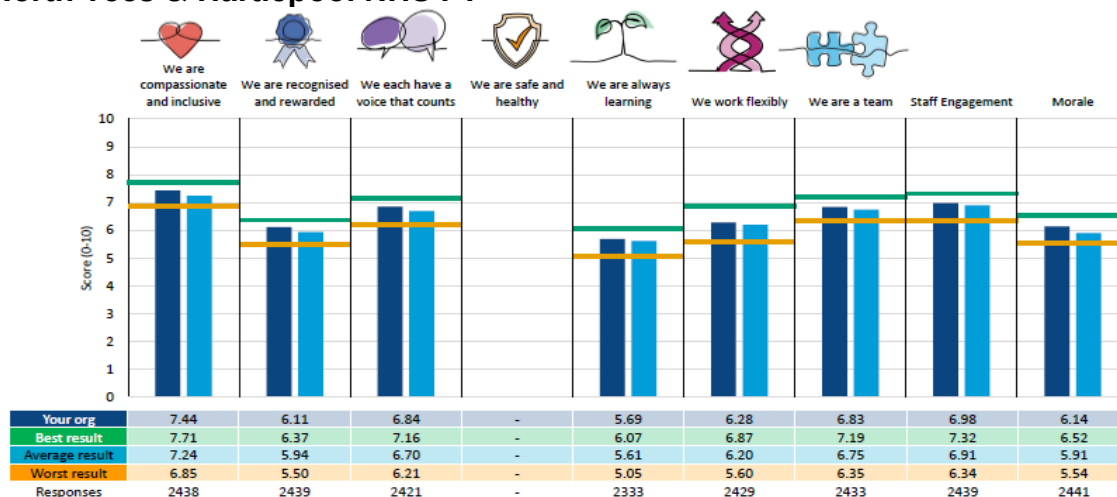 We are
compassionate
and inclusive
We are recognised
and rewarded
We each have a
voice that counts
We are safe and
healthy
We are always
learning
We work flexibly
We are a team
Staff Engagement
Morale
Score (0-10)
10
9
8
7
6
5
4
3
2
1
0
Your org 7.44 6.11 6.84 - 5.69 6.28 6.83 6.98 6.14
Best result 7.71 6.37 7.16 - 6.07 6.87 7.19 7.32 6.52
Average result 7.24 5.94 6.70 - 5.61 6.20 6.75 6.91 5.91
Worst result 6.85 5.50 6.21 - 5.05 5.60 6.35 6.34 5.54
Responses 2438 2439 2421 - 2333 2429 2433 2439 2441